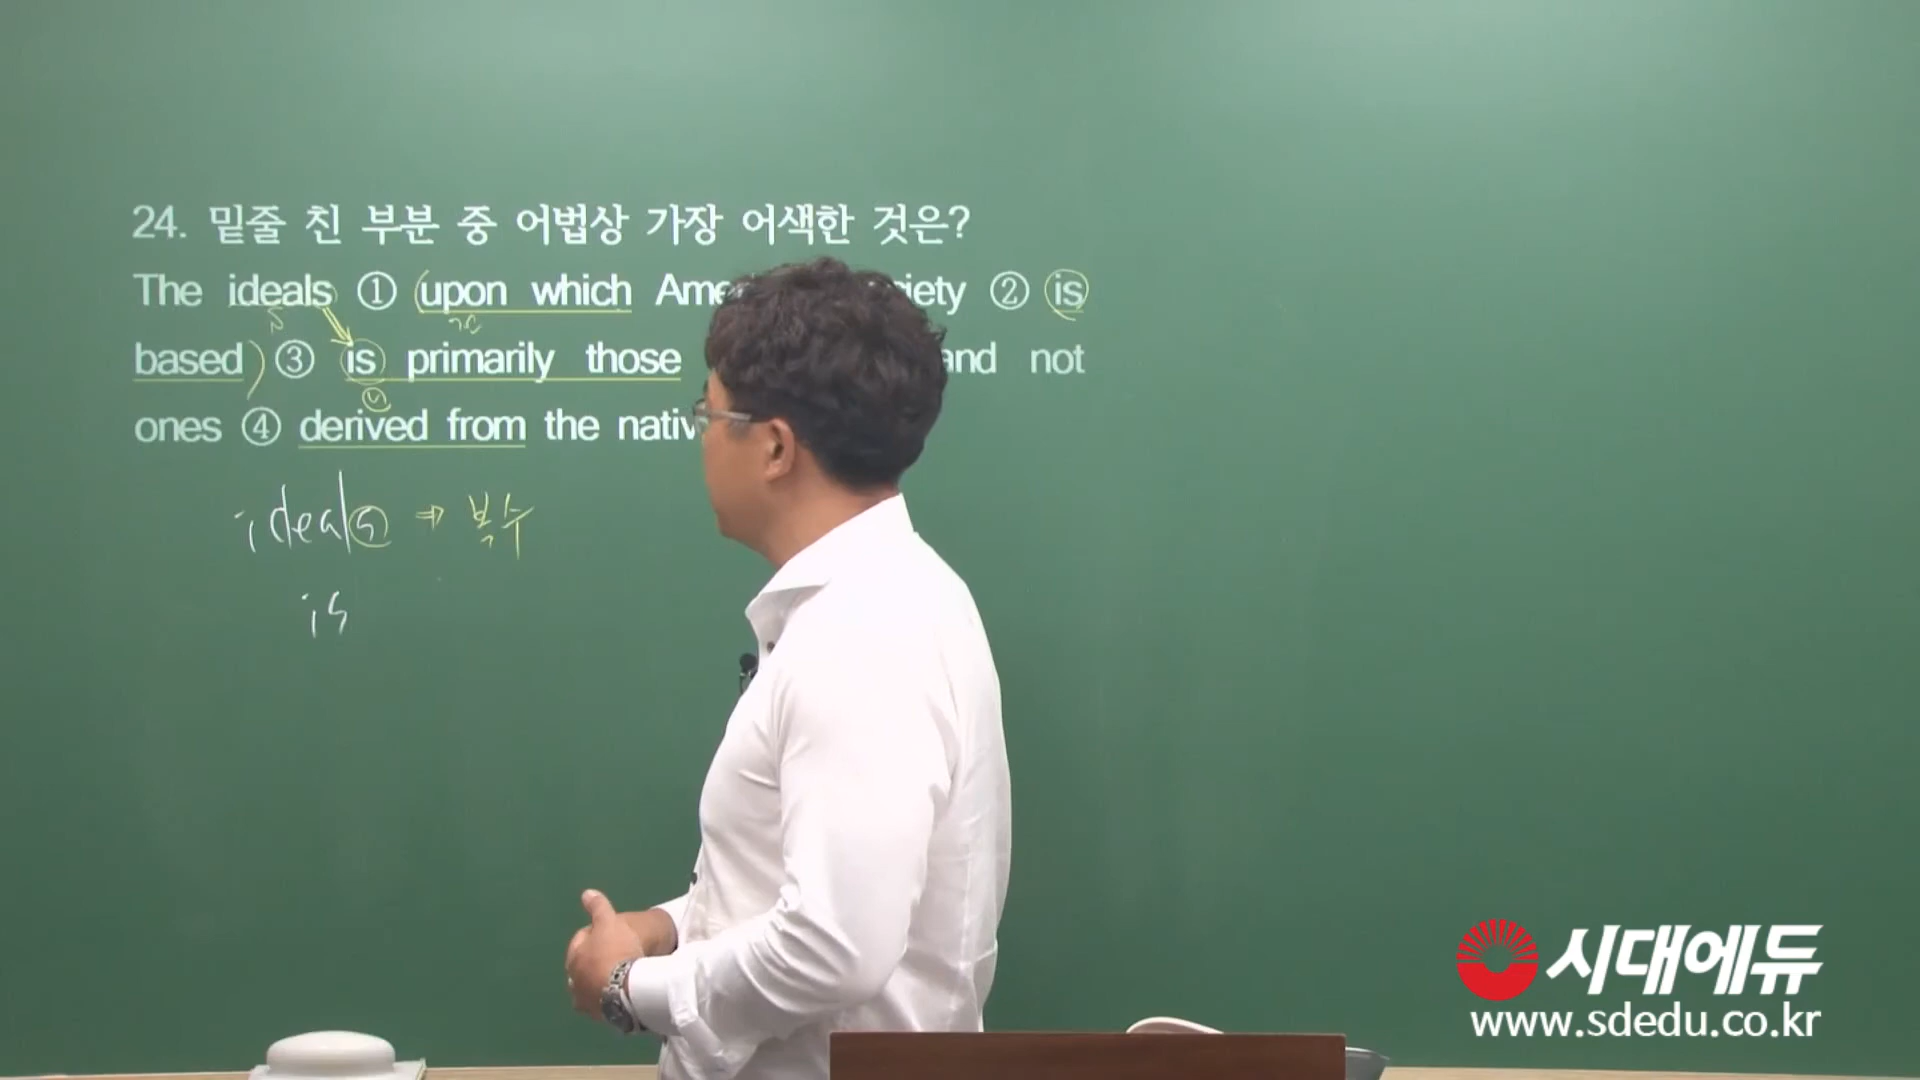 24. 밑줄 친 부분 중 어법상 가장 어색한 것은?
The ideals ① upon which Ame iety ② is
based ③ is primarily those and not
ones ④ derived from the nativ
ideals ⇒ 복수
is
시대에듀
www.sdedu.co.kr